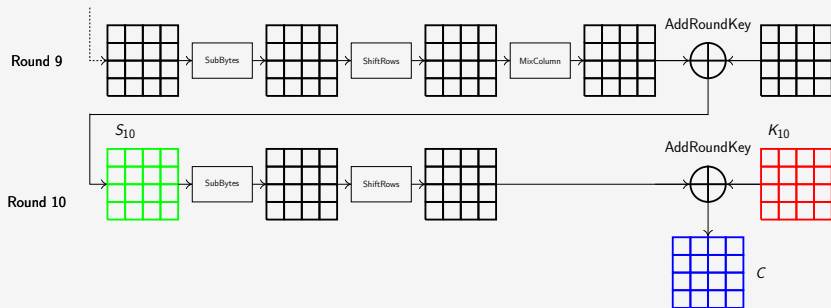 AddRoundKey
Round 9
SubBytes
ShiftRows
MixColumn
S10
K10
AddRoundKey
Round 10
SubBytes
ShiftRows
C